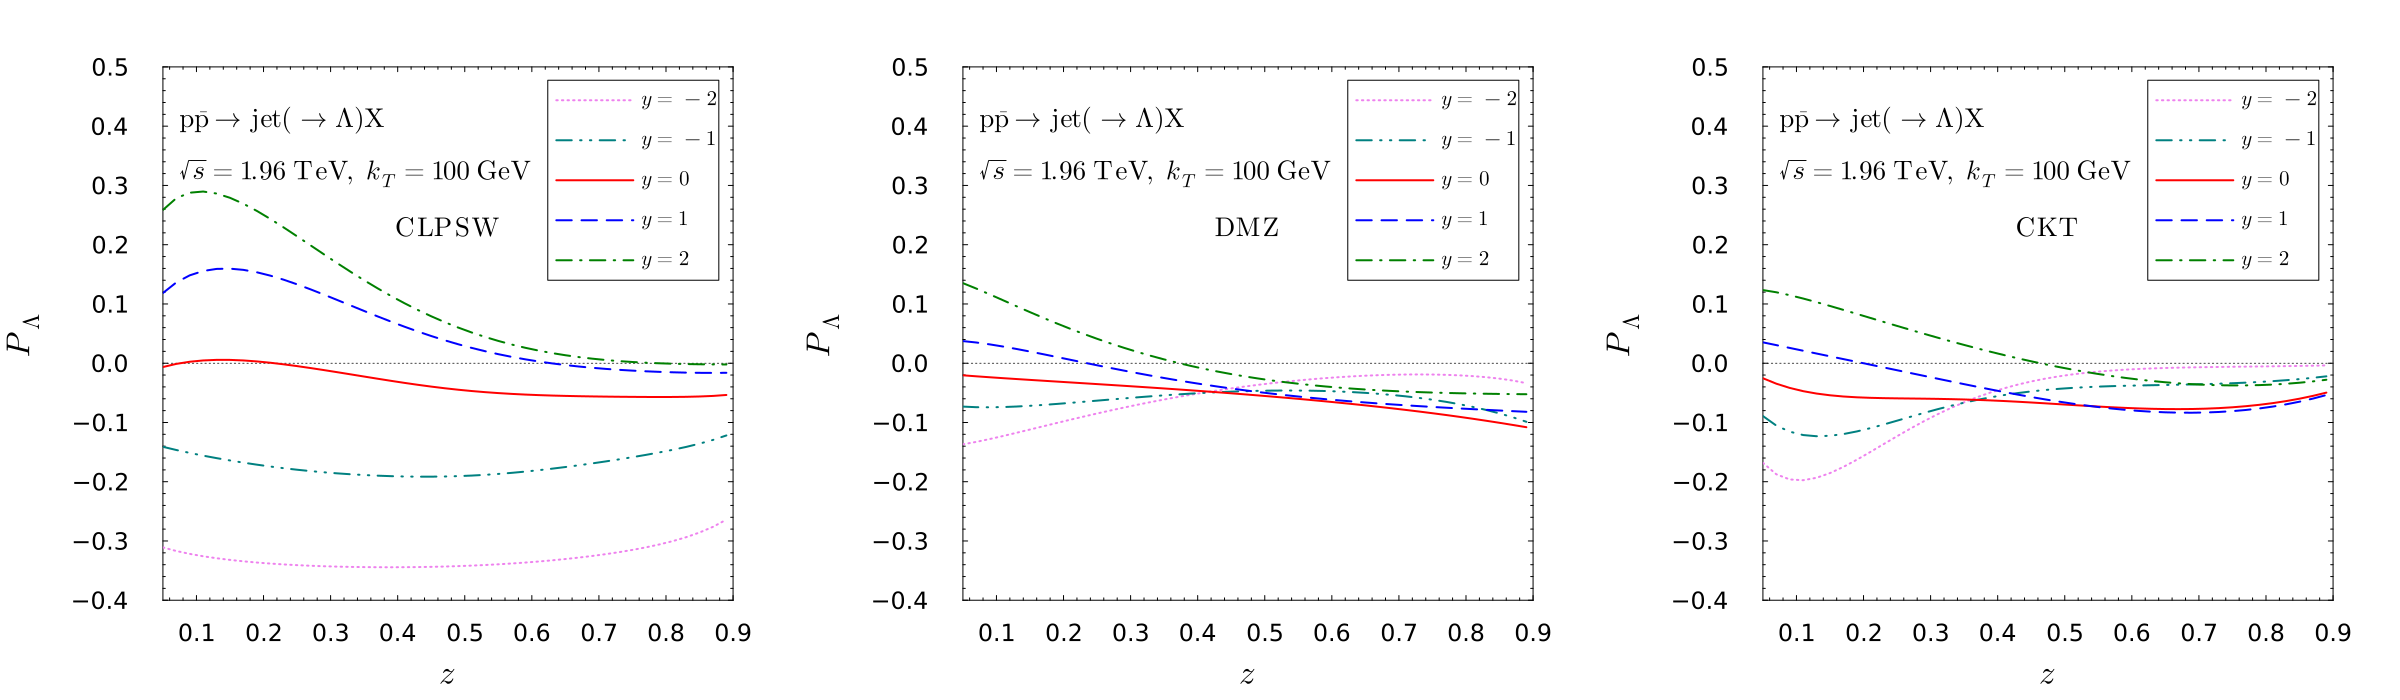 0.5
0.4
0.3
0.2
0.1
0.0
−0.1
−0.2
−0.3
−0.4
P_Λ
pp̄ → jet( → Λ)X
√s = 1.96 TeV, k_T = 100 GeV
CLPSW
y = −2
y = −1
y = 0
y = 1
y = 2
0.1 0.2 0.3 0.4 0.5 0.6 0.7 0.8 0.9
z
0.5
0.4
0.3
0.2
0.1
0.0
−0.1
−0.2
−0.3
−0.4
P_Λ
pp̄ → jet( → Λ)X
√s = 1.96 TeV, k_T = 100 GeV
DMZ
y = −2
y = −1
y = 0
y = 1
y = 2
0.1 0.2 0.3 0.4 0.5 0.6 0.7 0.8 0.9
z
0.5
0.4
0.3
0.2
0.1
0.0
−0.1
−0.2
−0.3
−0.4
P_Λ
pp̄ → jet( → Λ)X
√s = 1.96 TeV, k_T = 100 GeV
CKT
y = −2
y = −1
y = 0
y = 1
y = 2
0.1 0.2 0.3 0.4 0.5 0.6 0.7 0.8 0.9
z